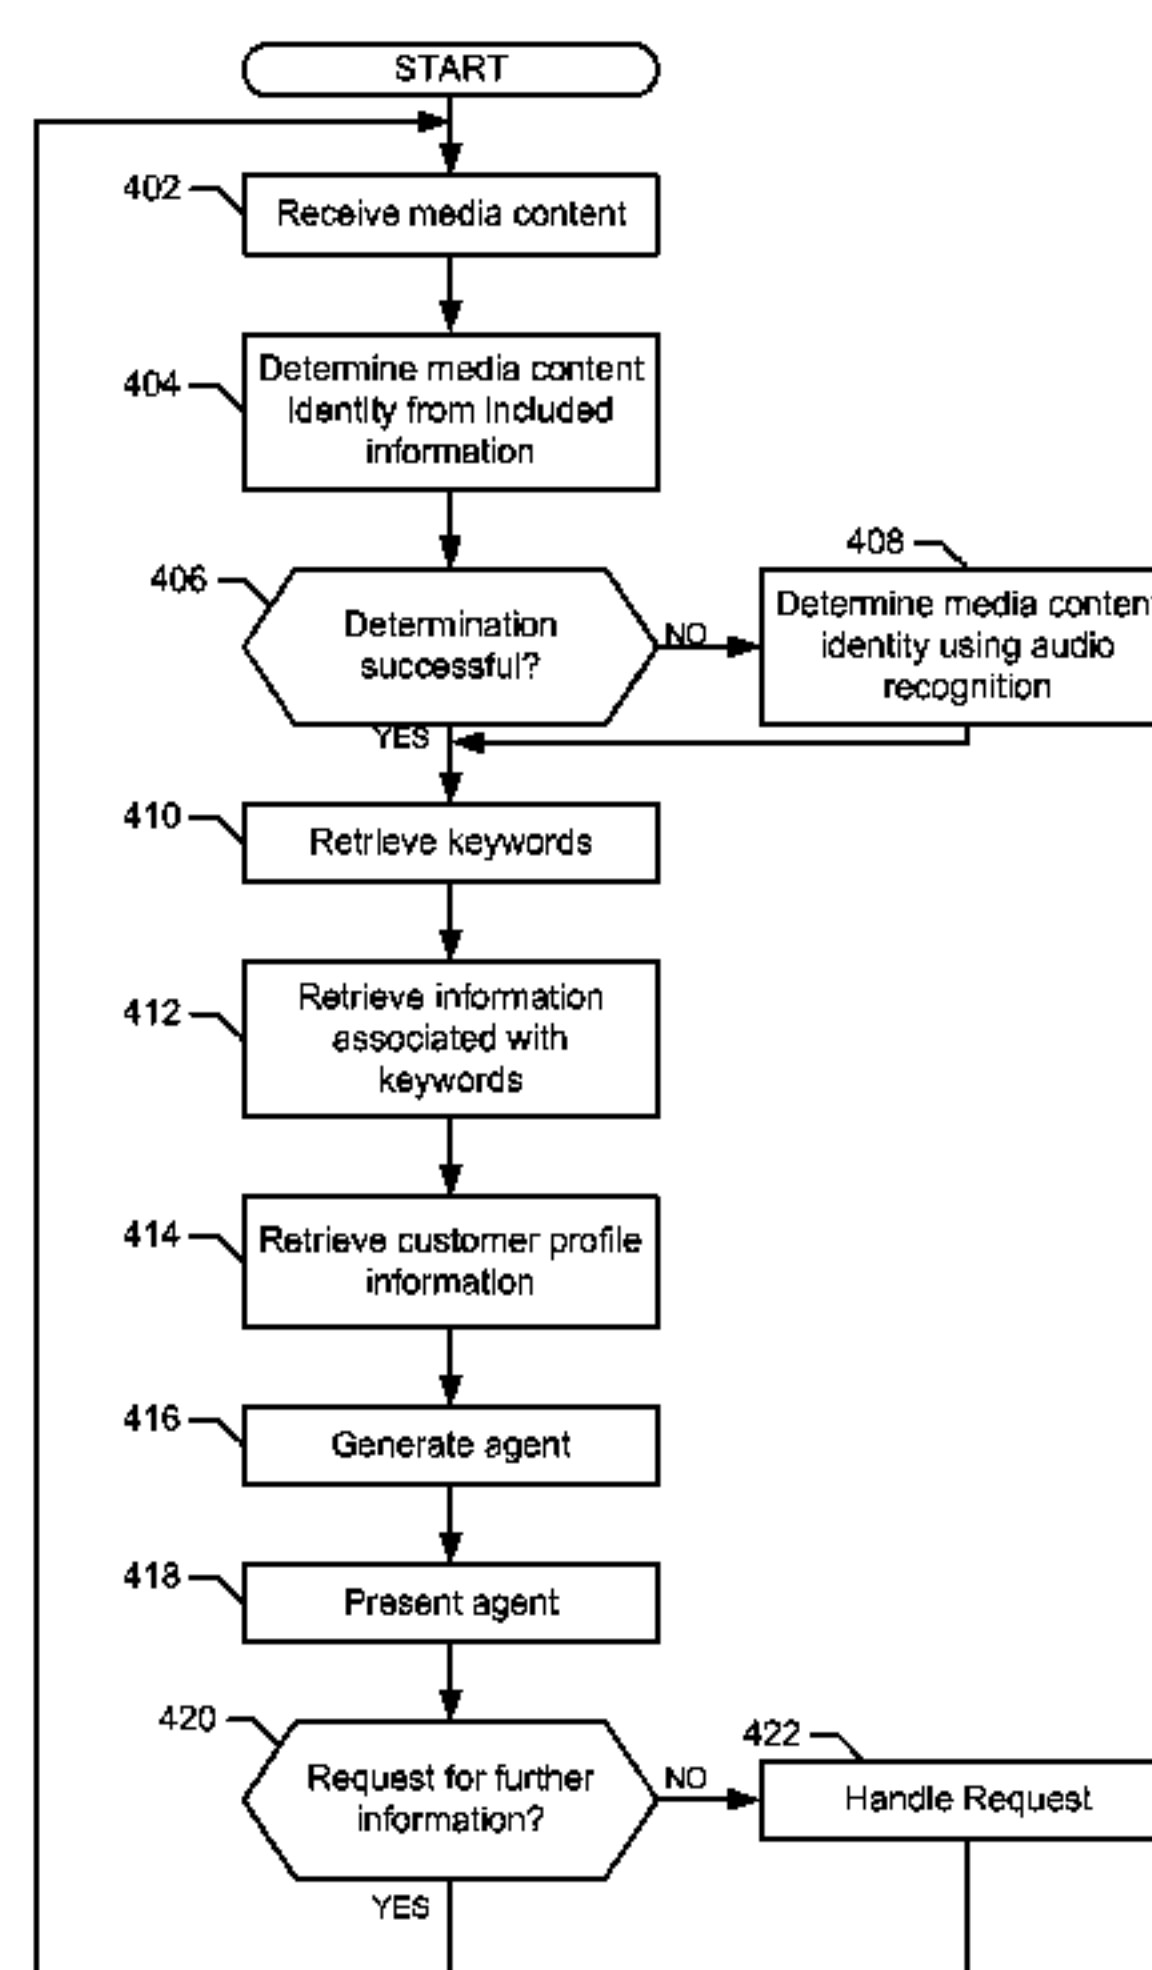 START
402
Receive media content
404
Determine media content
identity from included
information
406
Determination
successful?
NO
408
Determine media content
identity using audio
recognition
YES
410
Retrieve keywords
412
Retrieve information
associated with
keywords
414
Retrieve customer profile
information
416
Generate agent
418
Present agent
420
Request for further
information?
NO
422
Handle Request
YES